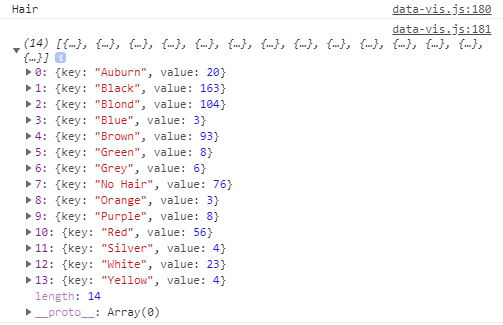 Hair data-vis.js:180
data-vis.js:181
(14) [{…}, {…}, {…}, {…}, {…}, {…}, {…}, {…}, {…}, {…}, {…}, {…}, {…},
{…}] i
0: {key: "Auburn", value: 20}
1: {key: "Black", value: 163}
2: {key: "Blond", value: 104}
3: {key: "Blue", value: 3}
4: {key: "Brown", value: 93}
5: {key: "Green", value: 8}
6: {key: "Grey", value: 6}
7: {key: "No Hair", value: 76}
8: {key: "Orange", value: 3}
9: {key: "Purple", value: 8}
10: {key: "Red", value: 56}
11: {key: "Silver", value: 4}
12: {key: "White", value: 23}
13: {key: "Yellow", value: 4}
length: 14
__proto__: Array(0)